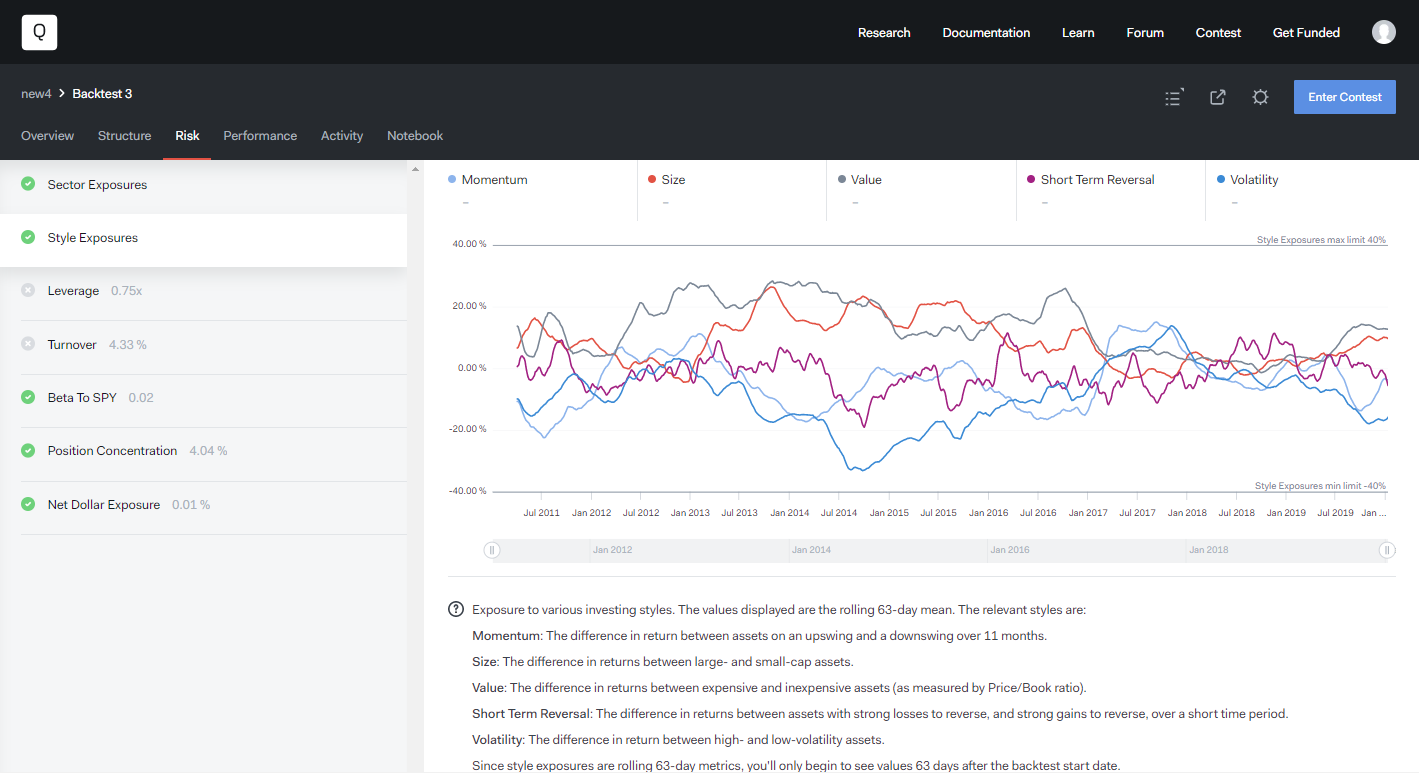 Q
Research Documentation Learn Forum Contest Get Funded
new4 > Backtest 3
Enter Contest
Overview Structure Risk Performance Activity Notebook
Sector Exposures
Style Exposures
Leverage 0.75x
Turnover 4.33 %
Beta To SPY 0.02
Position Concentration 4.04 %
Net Dollar Exposure 0.01 %
Momentum Size Value Short Term Reversal Volatility
– – – – –
40.00 % Style Exposures max limit 40%
20.00 %
0.00 %
-20.00 %
-40.00 % Style Exposures min limit -40%
Jul 2011 Jan 2012 Jul 2012 Jan 2013 Jul 2013 Jan 2014 Jul 2014 Jan 2015 Jul 2015 Jan 2016 Jul 2016 Jan 2017 Jul 2017 Jan 2018 Jul 2018 Jan 2019 Jul 2019 Jan ...
Jan 2012 Jan 2014 Jan 2016 Jan 2018
? Exposure to various investing styles. The values displayed are the rolling 63-day mean. The relevant styles are:
Momentum: The difference in return between assets on an upswing and a downswing over 11 months.
Size: The difference in returns between large- and small-cap assets.
Value: The difference in returns between expensive and inexpensive assets (as measured by Price/Book ratio).
Short Term Reversal: The difference in returns between assets with strong losses to reverse, and strong gains to reverse, over a short time period.
Volatility: The difference in return between high- and low-volatility assets.
Since style exposures are rolling 63-day metrics, you'll only begin to see values 63 days after the backtest start date.